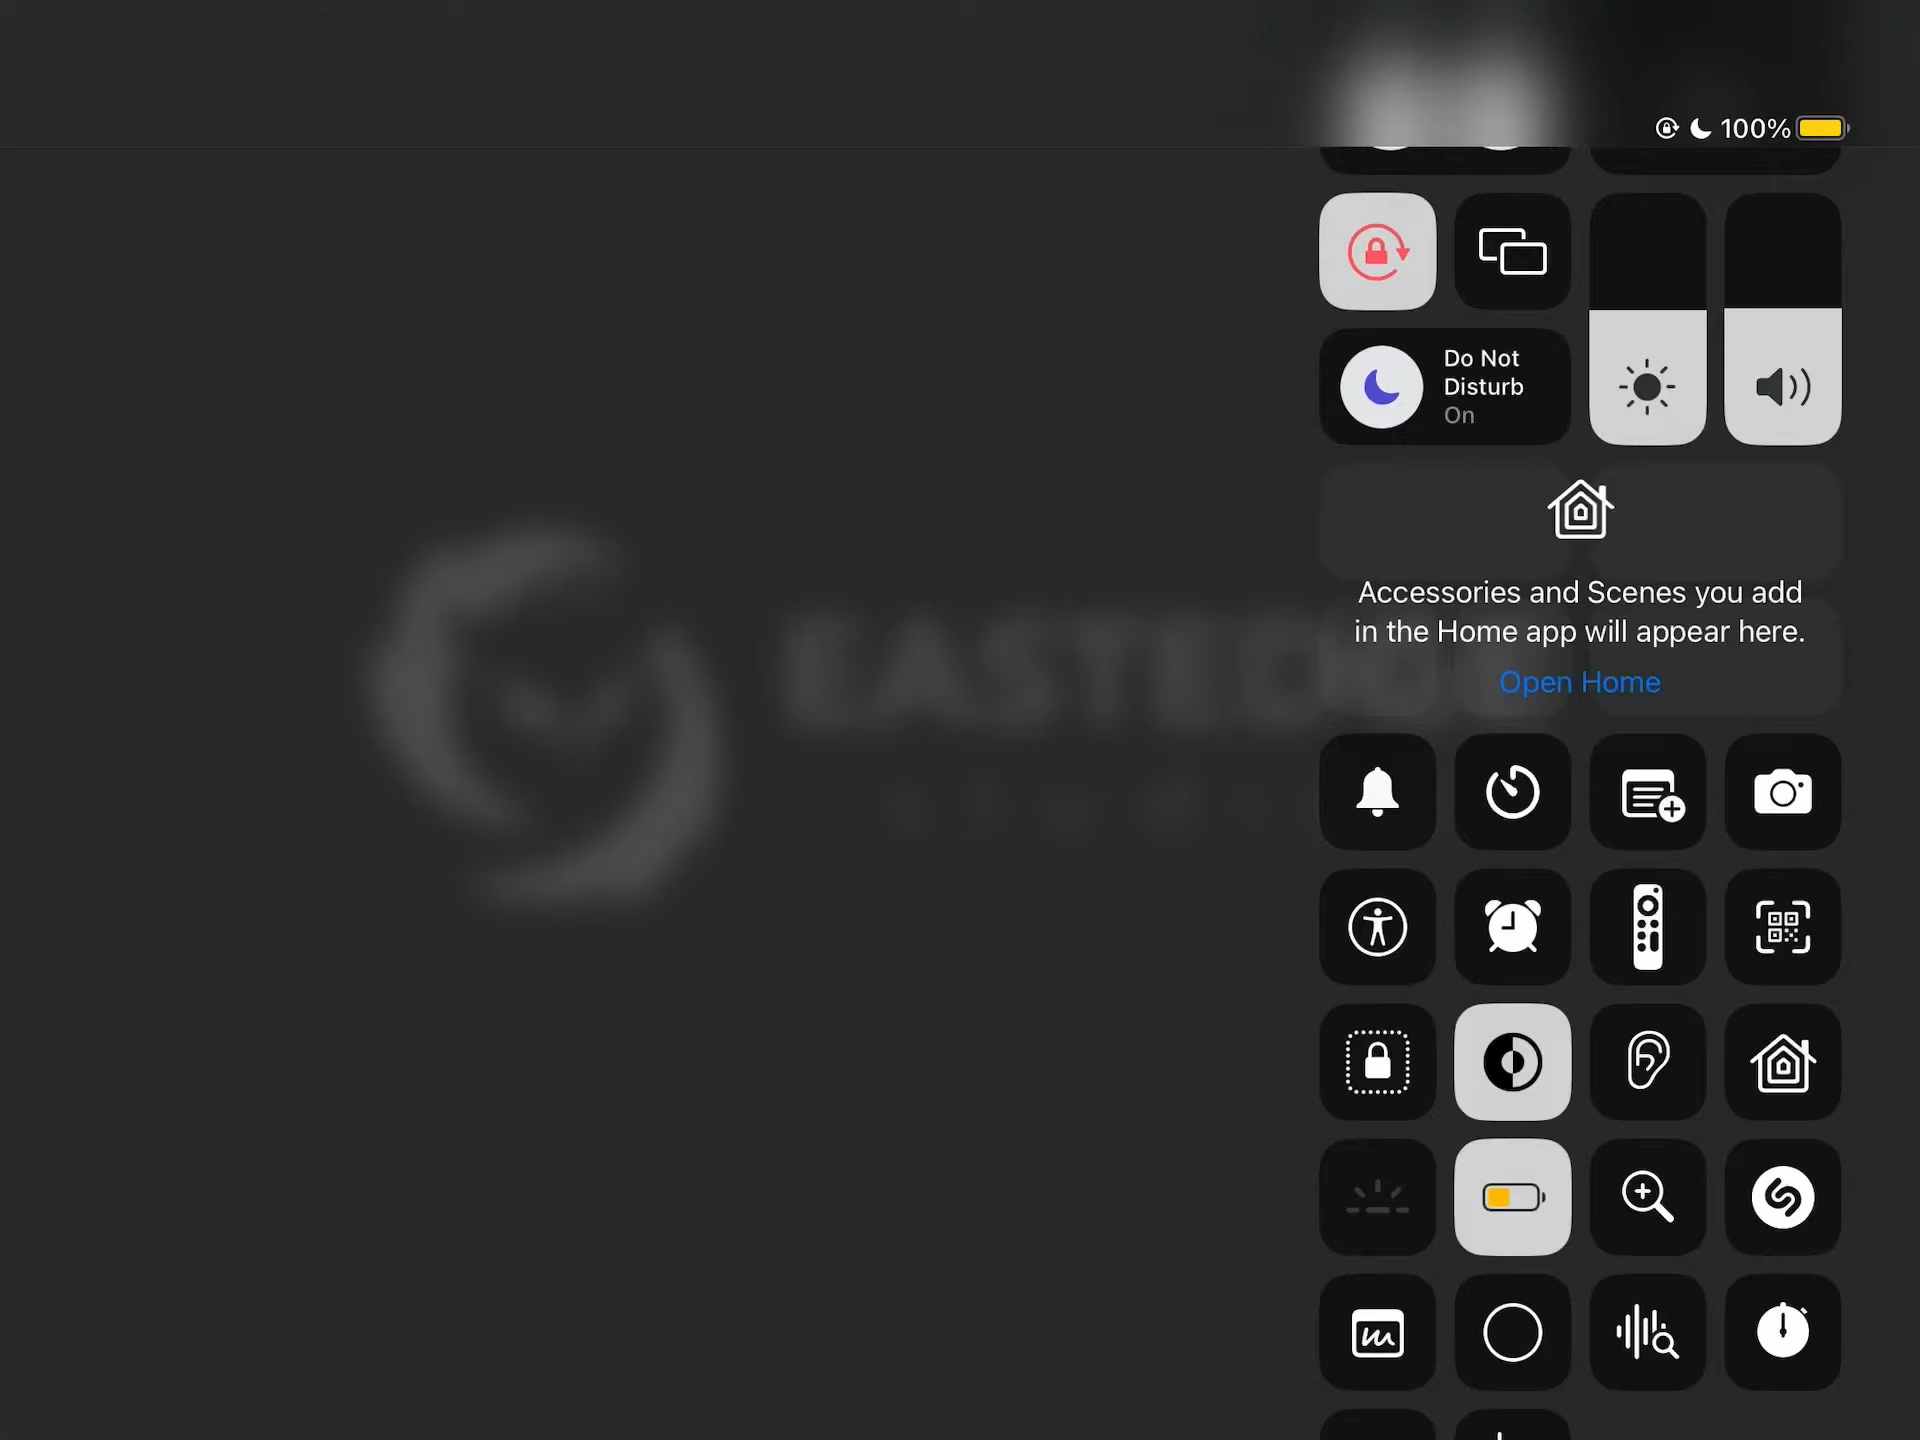 100%
Do Not
Disturb
On
Accessories and Scenes you add
in the Home app will appear here.
Open Home